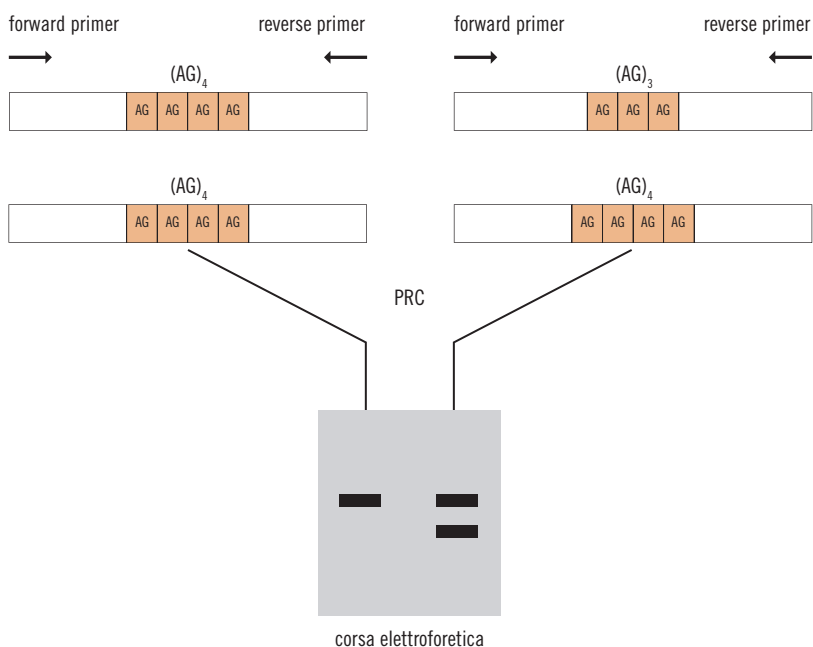 forward primer reverse primer forward primer reverse primer
(AG)4 (AG)3
AG AG AG AG AG AG AG
(AG)4 (AG)4
AG AG AG AG AG AG AG AG
PRC
corsa elettroforetica